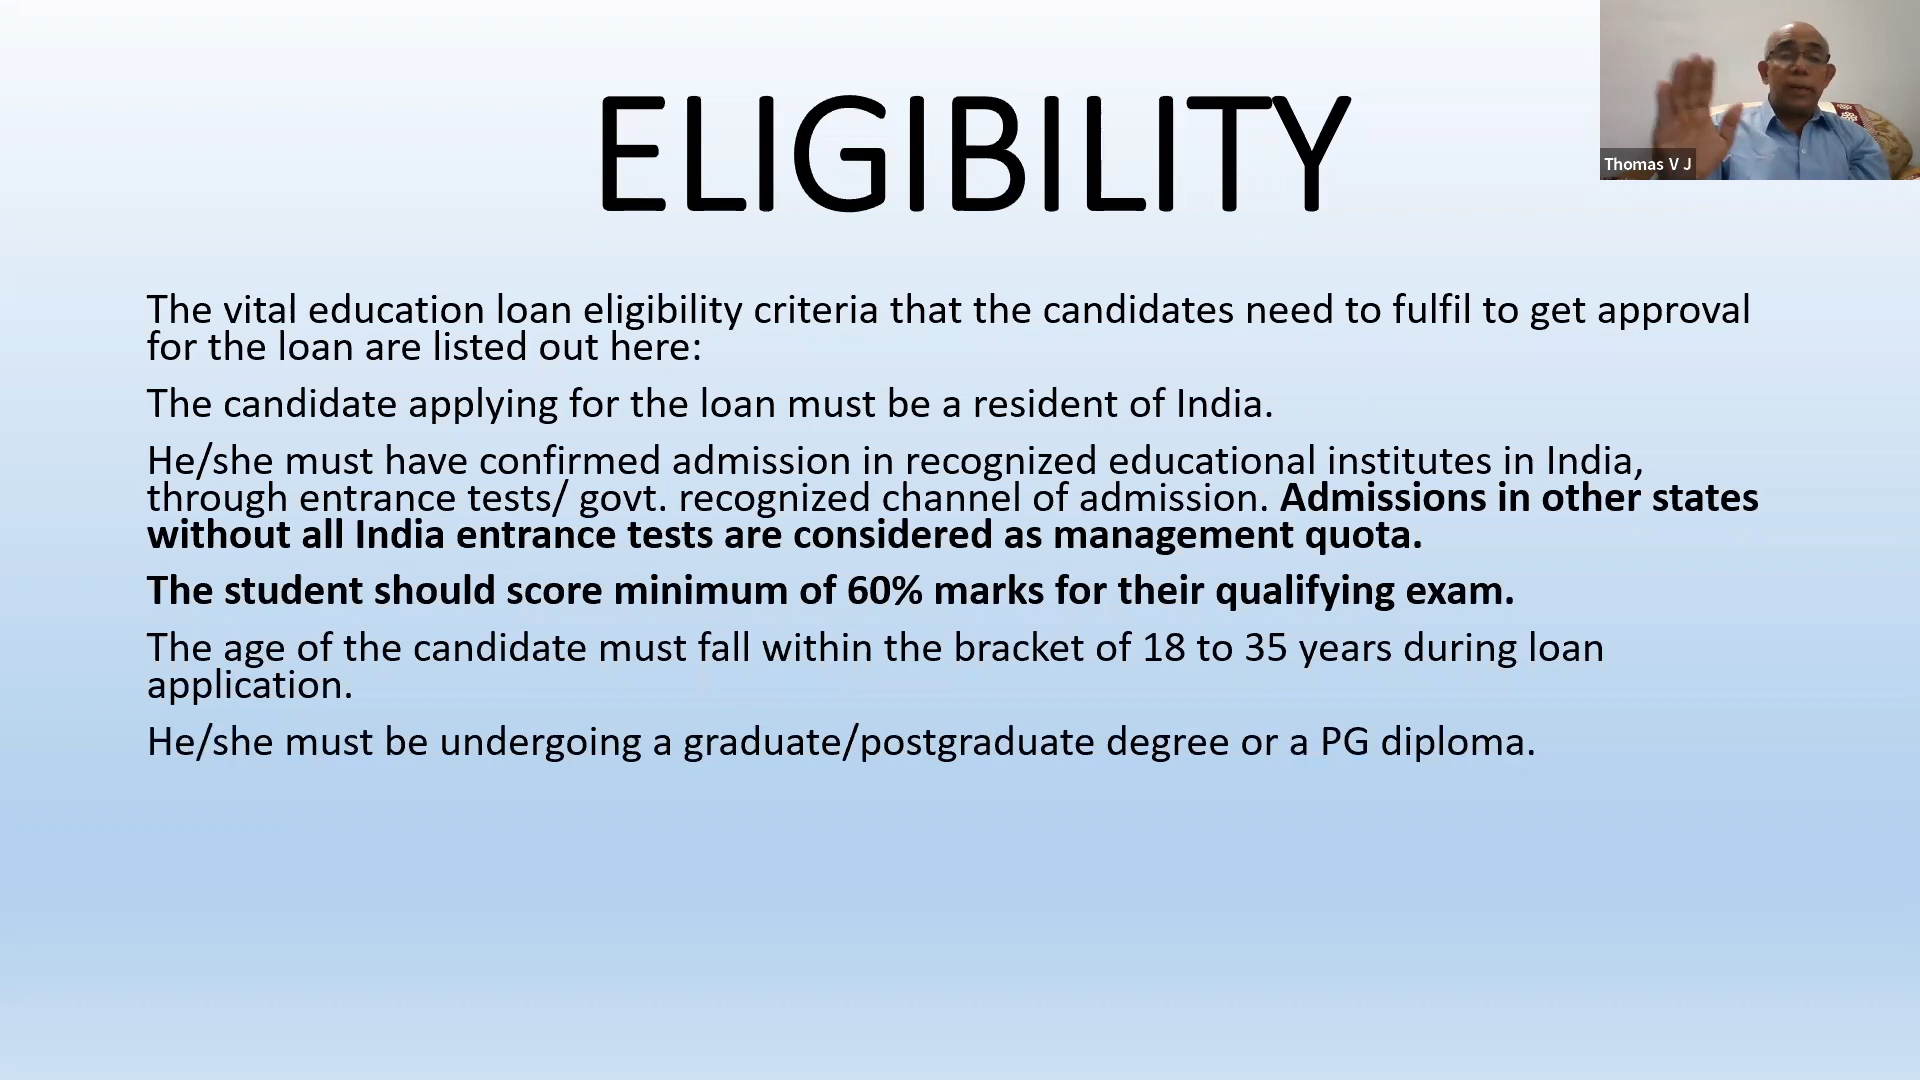 ELIGIBILITY
Thomas V J
The vital education loan eligibility criteria that the candidates need to fulfil to get approval
for the loan are listed out here:
The candidate applying for the loan must be a resident of India.
He/she must have confirmed admission in recognized educational institutes in India,
through entrance tests/ govt. recognized channel of admission. Admissions in other states
without all India entrance tests are considered as management quota.
The student should score minimum of 60% marks for their qualifying exam.
The age of the candidate must fall within the bracket of 18 to 35 years during loan
application.
He/she must be undergoing a graduate/postgraduate degree or a PG diploma.